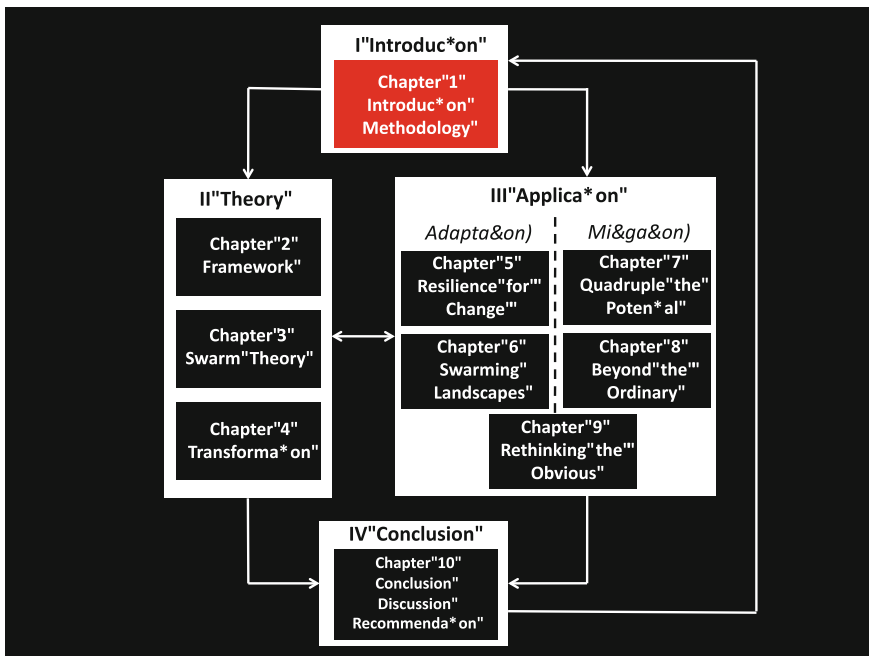 I"Introduc*on"
Chapter"1"
Introduc*on"
Methodology"
II"Theory"
Chapter"2"
Framework"
Chapter"3"
Swarm"Theory"
Chapter"4"
Transforma*on"
III"Applica*on"
Adapta&on)
Mi&ga&on)
Chapter"5"
Resilience"for""
Change""
Chapter"7"
Quadruple"the"
Poten*al"
Chapter"6"
Swarming"
Landscapes"
Chapter"8"
Beyond"the""
Ordinary"
Chapter"9"
Rethinking"the""
Obvious"
IV"Conclusion"
Chapter"10"
Conclusion"
Discussion"
Recommenda*on"